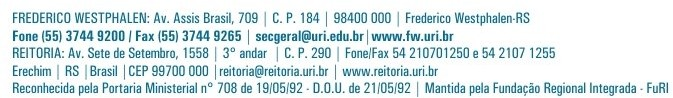 FREDERICO WESTPHALEN: Av. Assis Brasil, 709 | C. P. 184 | 98400 000 | Frederico Westphalen-RS
Fone (55) 3744 9200 / Fax (55) 3744 9265 | secgeral@uri.edu.br | www.fw.uri.br
REITORIA: Av. Sete de Setembro, 1558 | 3° andar | C. P. 290 | Fone/Fax 54 210701250 e 54 2107 1255
Erechim | RS | Brasil | CEP 99700 000 | reitoria@reitoria.uri.br | www.reitoria.uri.br
Reconhecida pela Portaria Ministerial n° 708 de 19/05/92 - D.O.U. de 21/05/92 | Mantida pela Fundação Regional Integrada - FuRI